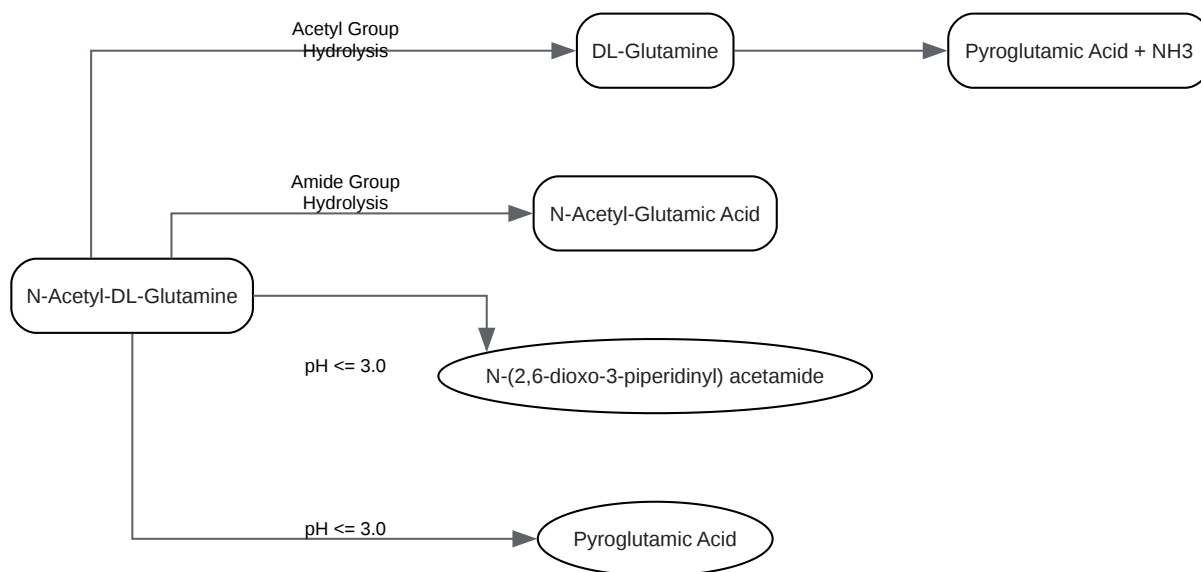 Acetyl Group
Hydrolysis
DL-Glutamine
Pyroglutamic Acid + NH3
Amide Group
Hydrolysis
N-Acetyl-Glutamic Acid
N-Acetyl-DL-Glutamine
pH <= 3.0
N-(2,6-dioxo-3-piperidinyl) acetamide
pH <= 3.0
Pyroglutamic Acid